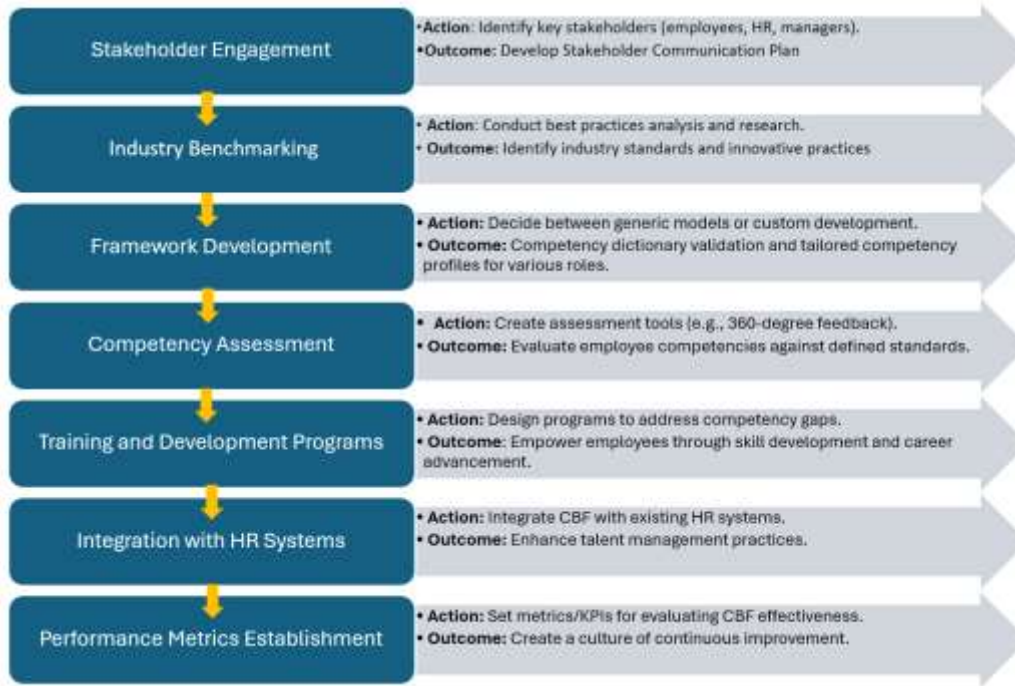 Stakeholder Engagement
•Action: Identify key stakeholders (employees, HR, managers).
•Outcome: Develop Stakeholder Communication Plan
Industry Benchmarking
• Action: Conduct best practices analysis and research.
• Outcome: Identify industry standards and innovative practices
Framework Development
• Action: Decide between generic models or custom development.
• Outcome: Competency dictionary validation and tailored competency
profiles for various roles.
Competency Assessment
• Action: Create assessment tools (e.g., 360-degree feedback).
• Outcome: Evaluate employee competencies against defined standards.
Training and Development Programs
• Action: Design programs to address competency gaps.
• Outcome: Empower employees through skill development and career
advancement.
Integration with HR Systems
• Action: Integrate CBF with existing HR systems.
• Outcome: Enhance talent management practices.
Performance Metrics Establishment
• Action: Set metrics/KPIs for evaluating CBF effectiveness.
• Outcome: Create a culture of continuous improvement.